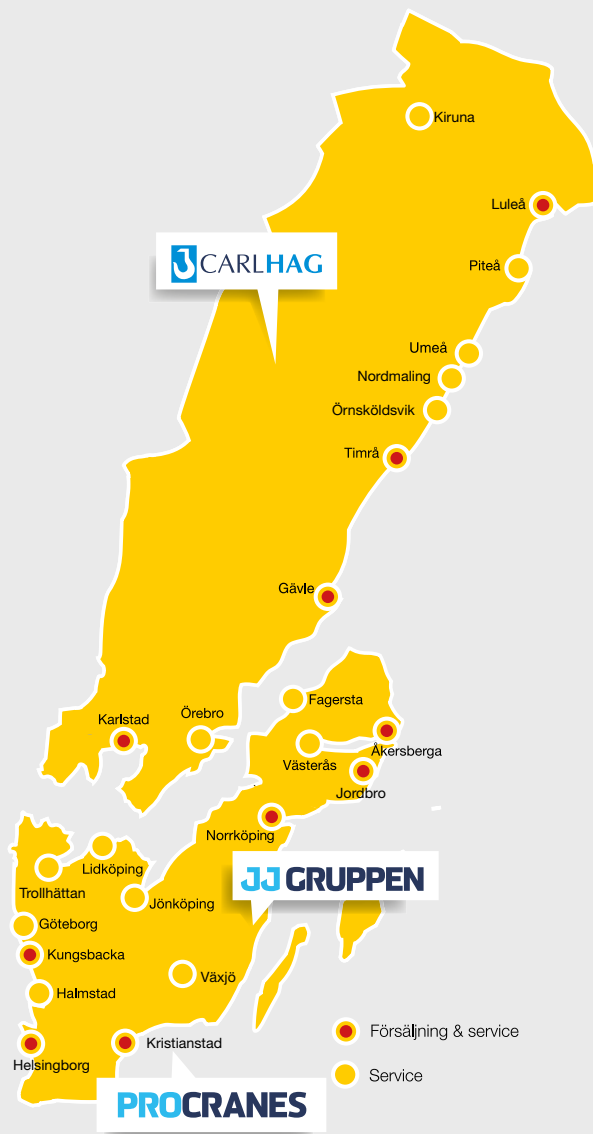 Kiruna
Luleå
CARLHAG
Piteå
Umeå
Nordmaling
Örnsköldsvik
Timrå
Gävle
Fagersta
Karlstad
Örebro
Åkersberga
Västerås
Jordbro
Norrköping
Lidköping
Trollhättan
JJ GRUPPEN
Jönköping
Göteborg
Kungsbacka
Växjö
Halmstad
Försäljning & service
Kristianstad
Helsingborg
Service
PROCRANES